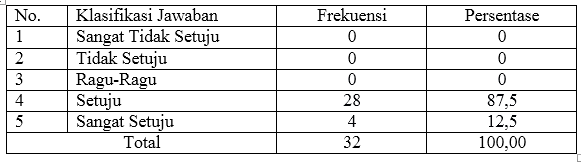 No. Klasifikasi Jawaban Frekuensi Persentase
1 Sangat Tidak Setuju 0 0
2 Tidak Setuju 0 0
3 Ragu-Ragu 0 0
4 Setuju 28 87,5
5 Sangat Setuju 4 12,5
Total 32 100,00